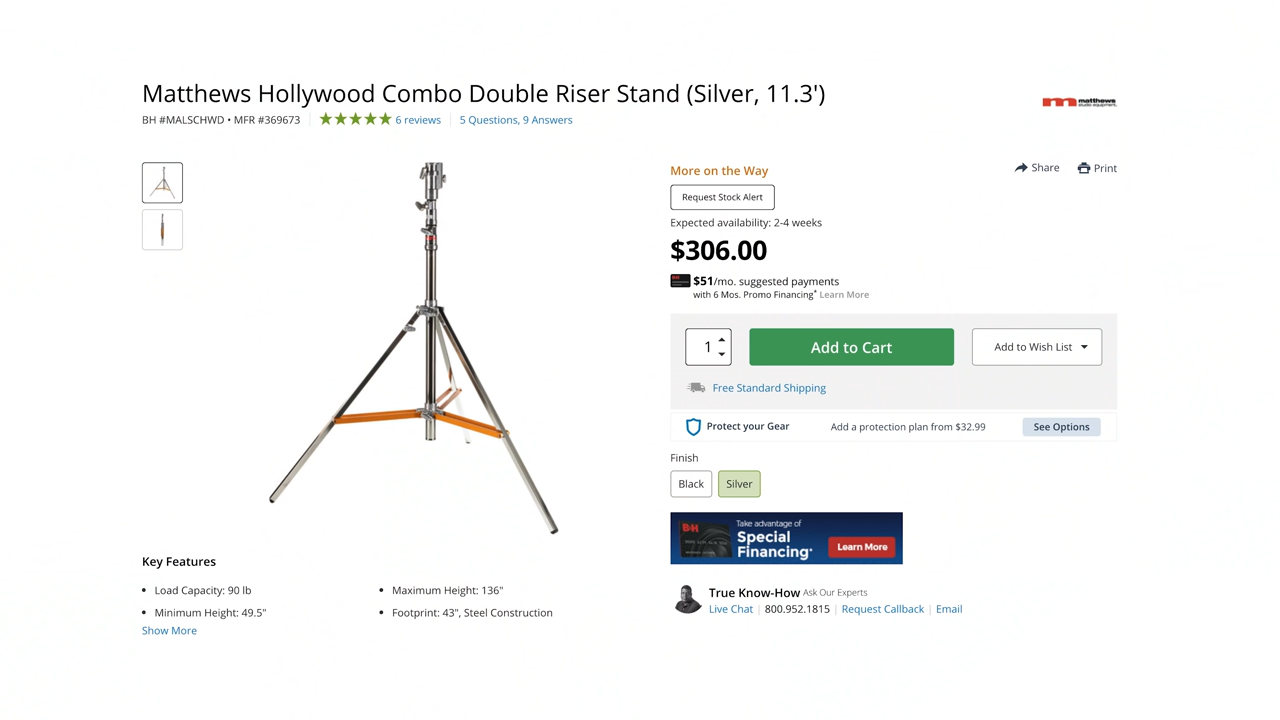 Matthews Hollywood Combo Double Riser Stand (Silver, 11.3')
matthews
studio equipment.
BH #MALSCHWD • MFR #369673
6 reviews
5 Questions, 9 Answers
More on the Way
Share
Print
Request Stock Alert
Expected availability: 2-4 weeks
$306.00
B&H
$51/mo. suggested payments
with 6 Mos. Promo Financing* Learn More
1
Add to Cart
Add to Wish List
Free Standard Shipping
Protect your Gear
Add a protection plan from $32.99
See Options
Finish
Black
Silver
B&H
Take advantage of
Special
Financing*
Learn More
Key Features
• Load Capacity: 90 lb
• Maximum Height: 136"
• Minimum Height: 49.5"
• Footprint: 43", Steel Construction
Show More
True Know-How Ask Our Experts
Live Chat | 800.952.1815 | Request Callback | Email